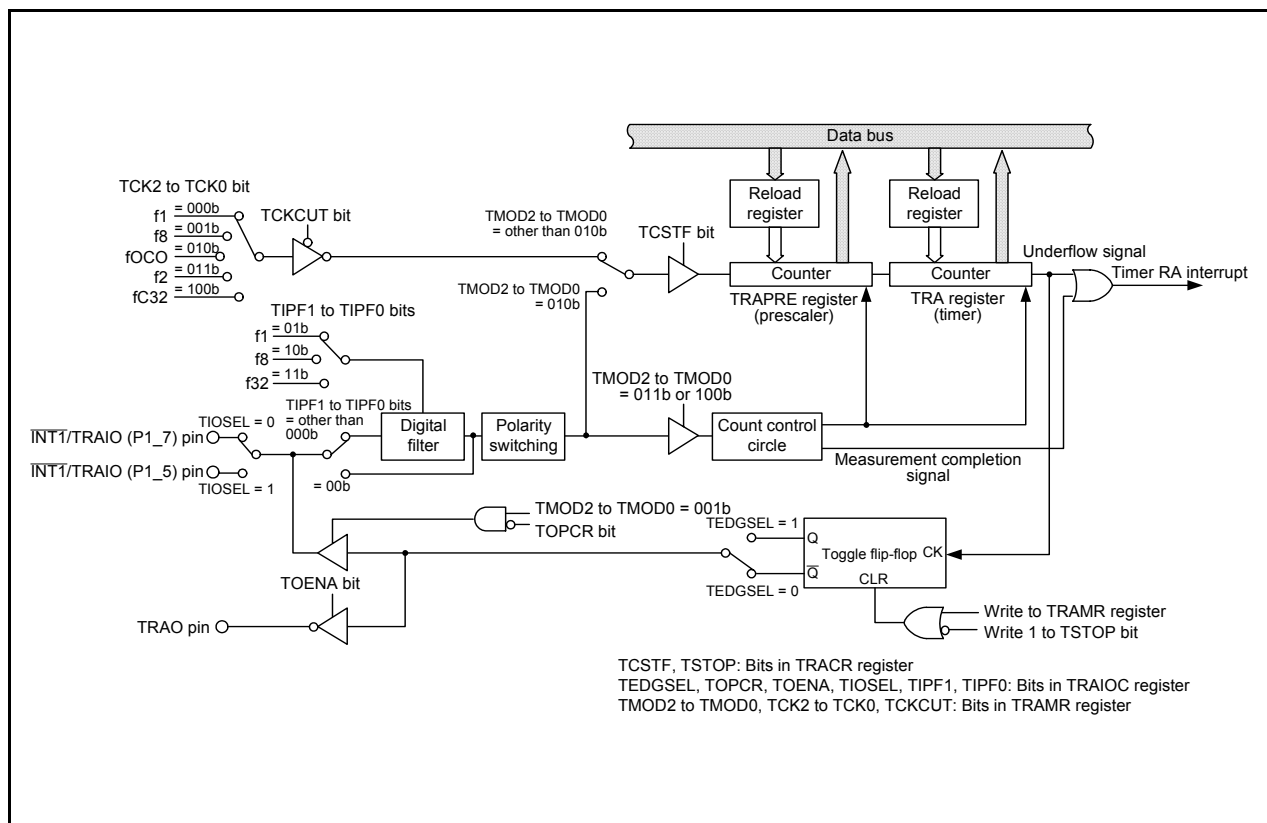 Data bus
TCK2 to TCK0 bit
f1
= 000b
f8
= 001b
fOCO
= 010b
f2
= 011b
fC32
= 100b
TCKCUT bit
TMOD2 to TMOD0
= other than 010b
TCSTF bit
Reload
register
Reload
register
Counter
Counter
TRAPRE register
(prescaler)
TRA register
(timer)
Underflow signal
Timer RA interrupt
TMOD2 to TMOD0
= 010b
TIPF1 to TIPF0 bits
f1
= 01b
f8
= 10b
f32
= 11b
TMOD2 to TMOD0
= 011b or 100b
TIOSEL = 0
INT1/TRAIO (P1_7) pin
INT1/TRAIO (P1_5) pin
TIOSEL = 1
TIPF1 to TIPF0 bits
= other than
000b
= 00b
Digital
filter
Polarity
switching
Count control
circle
Measurement completion
signal
TMOD2 to TMOD0 = 001b
TOPCR bit
TEDGSEL = 1
Q
Toggle flip-flop
CK
Q
CLR
TEDGSEL = 0
TOENA bit
TRAO pin
Write to TRAMR register
Write 1 to TSTOP bit
TCSTF, TSTOP: Bits in TRACR register
TEDGSEL, TOPCR, TOENA, TIOSEL, TIPF1, TIPF0: Bits in TRAIOC register
TMOD2 to TMOD0, TCK2 to TCK0, TCKCUT: Bits in TRAMR register